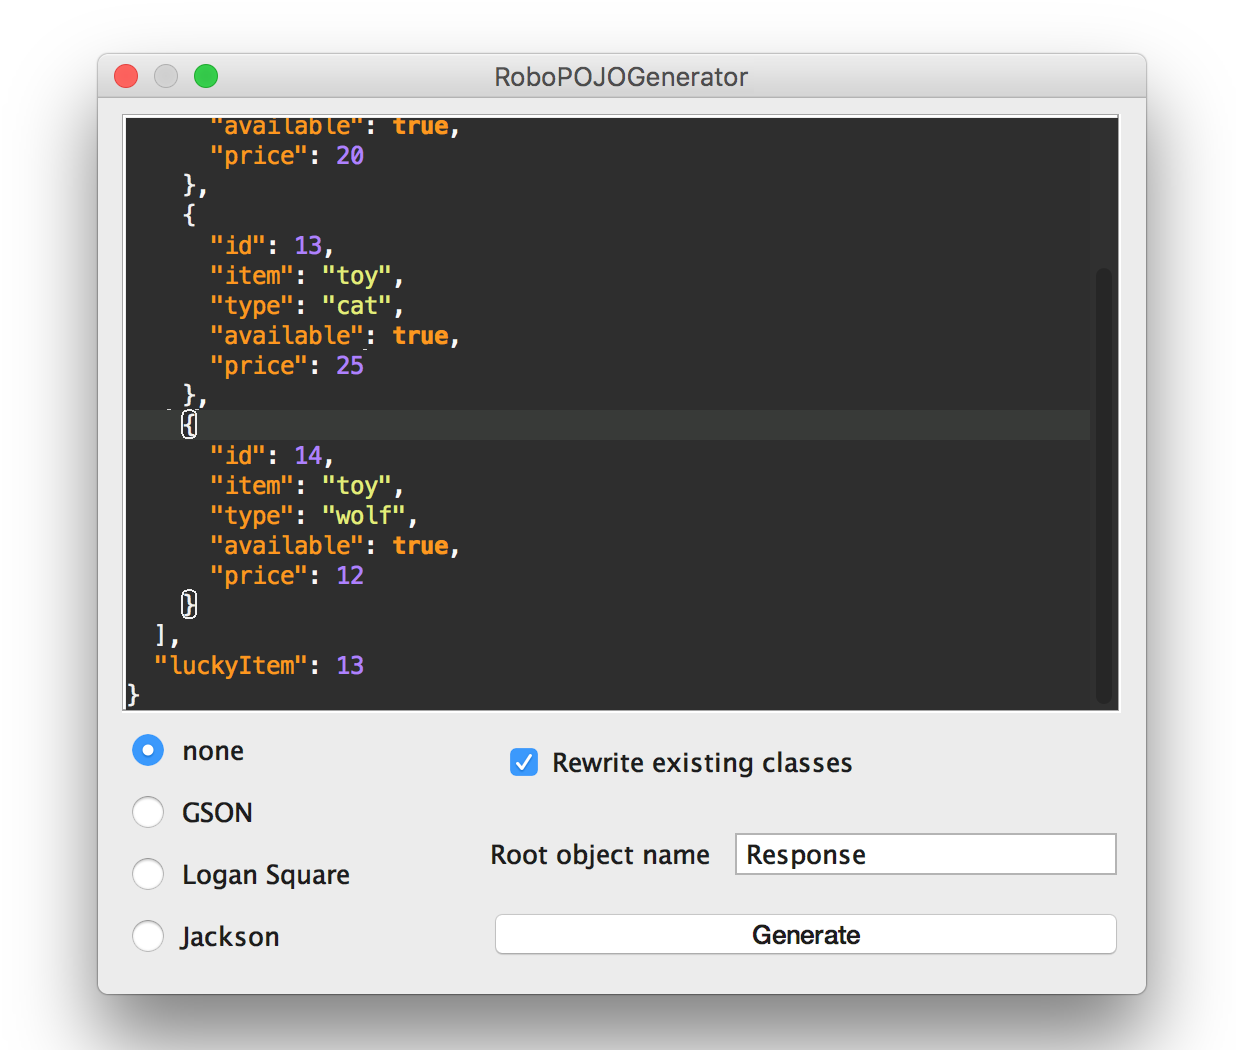 RoboPOJOGenerator
"available": true,
"price": 20
},
{
"id": 13,
"item": "toy",
"type": "cat",
"available": true,
"price": 25
},
{
"id": 14,
"item": "toy",
"type": "wolf",
"available": true,
"price": 12
}
],
"luckyItem": 13
}
none
Rewrite existing classes
GSON
Root object name Response
Logan Square
Generate
Jackson